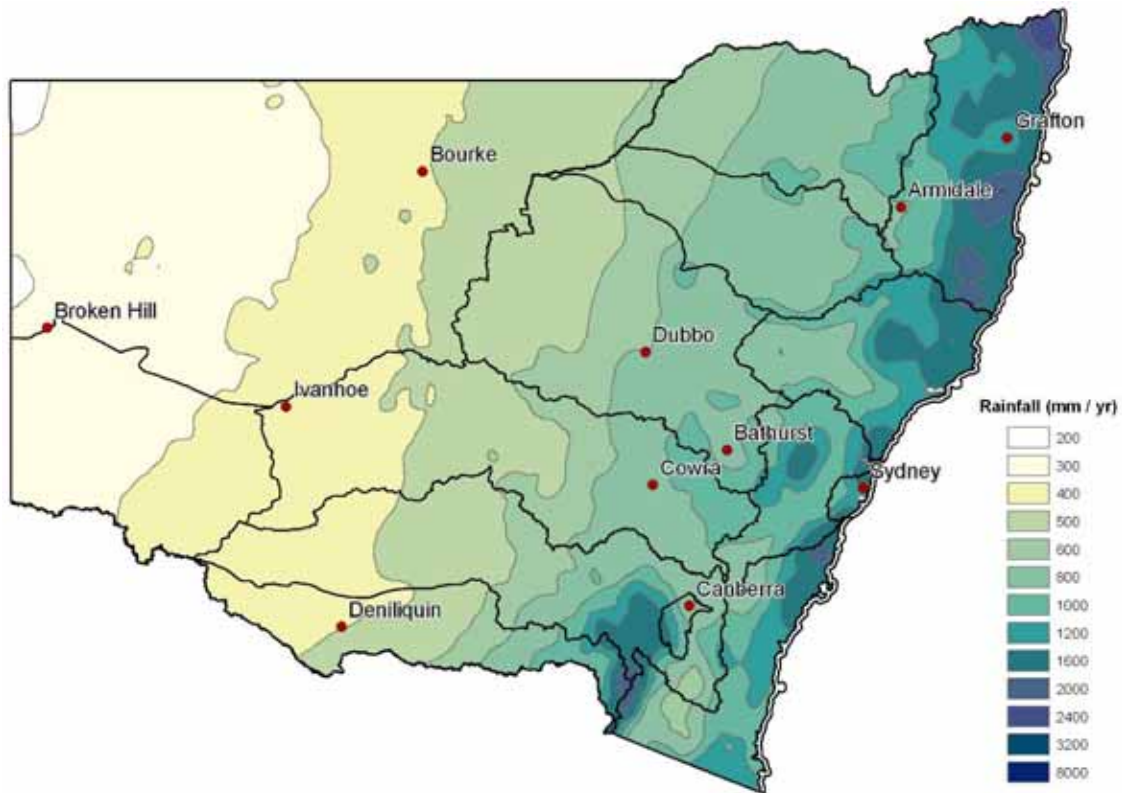 Grafton
Bourke
Armidale
Broken Hill
Dubbo
Ivanhoe
Rainfall (mm / yr)
Bathurst
200
300
Cowra
Sydney
400
500
600
800
Canberra
1000
Deniliquin
1200
1600
2000
2400
3200
8000